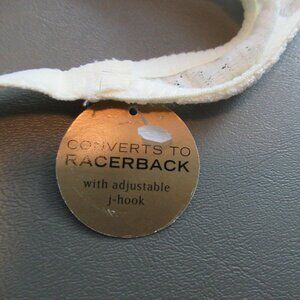 CONVERTS TO
RACERBACK
with adjustable
j-hook